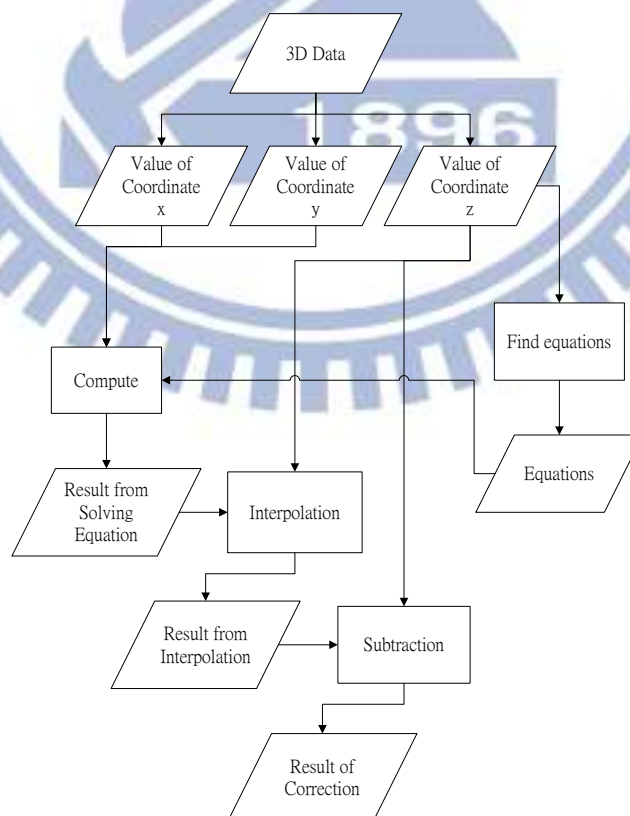 3D Data
1896
Value of
Coordinate
x
Value of
Coordinate
y
Value of
Coordinate
z
Find equations
Compute
Equations
Result from
Solving
Equation
Interpolation
Result from
Interpolation
Subtraction
Result of
Correction